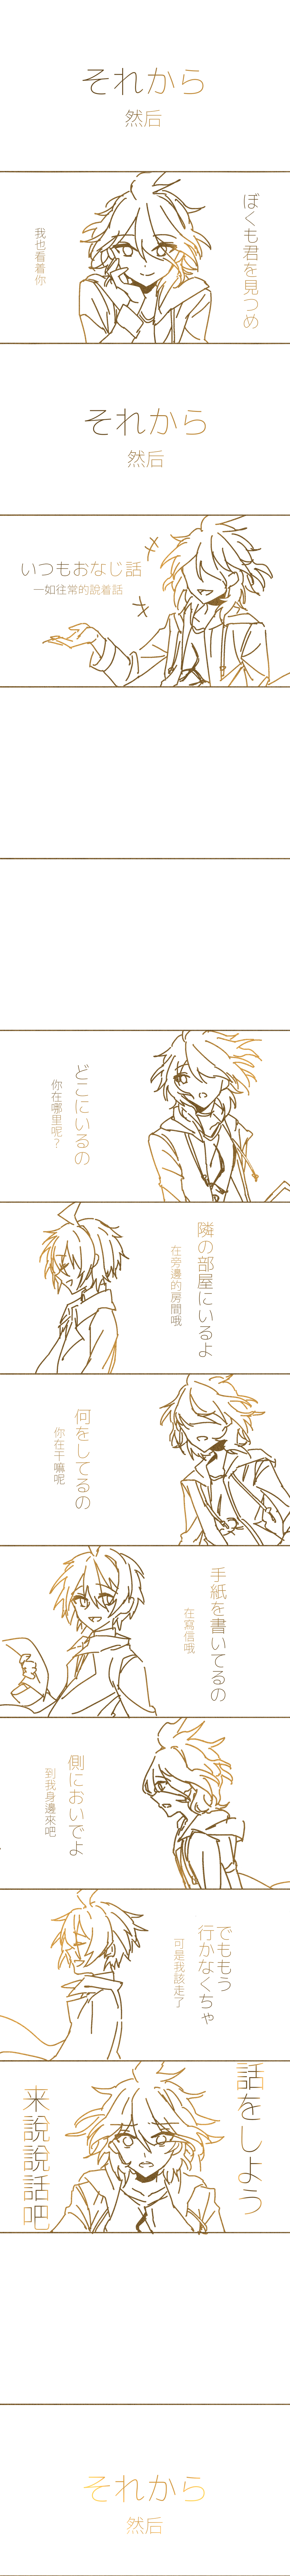 それから
然后
ぼくも君を見つめ
我也看着你
それから
然后
いつもおなじ話
一如往常的說着話
どこにいるの
你在哪里呢？
隣の部屋にいるよ
在旁邊的房間哦
何をしてるの
你在干嘛呢
手紙を書いてるの
在寫信哦
側においでよ
到我身邊來吧
でももう
行かなくちゃ
可是我該走了
話をしよう
来說說話吧
それから
然后